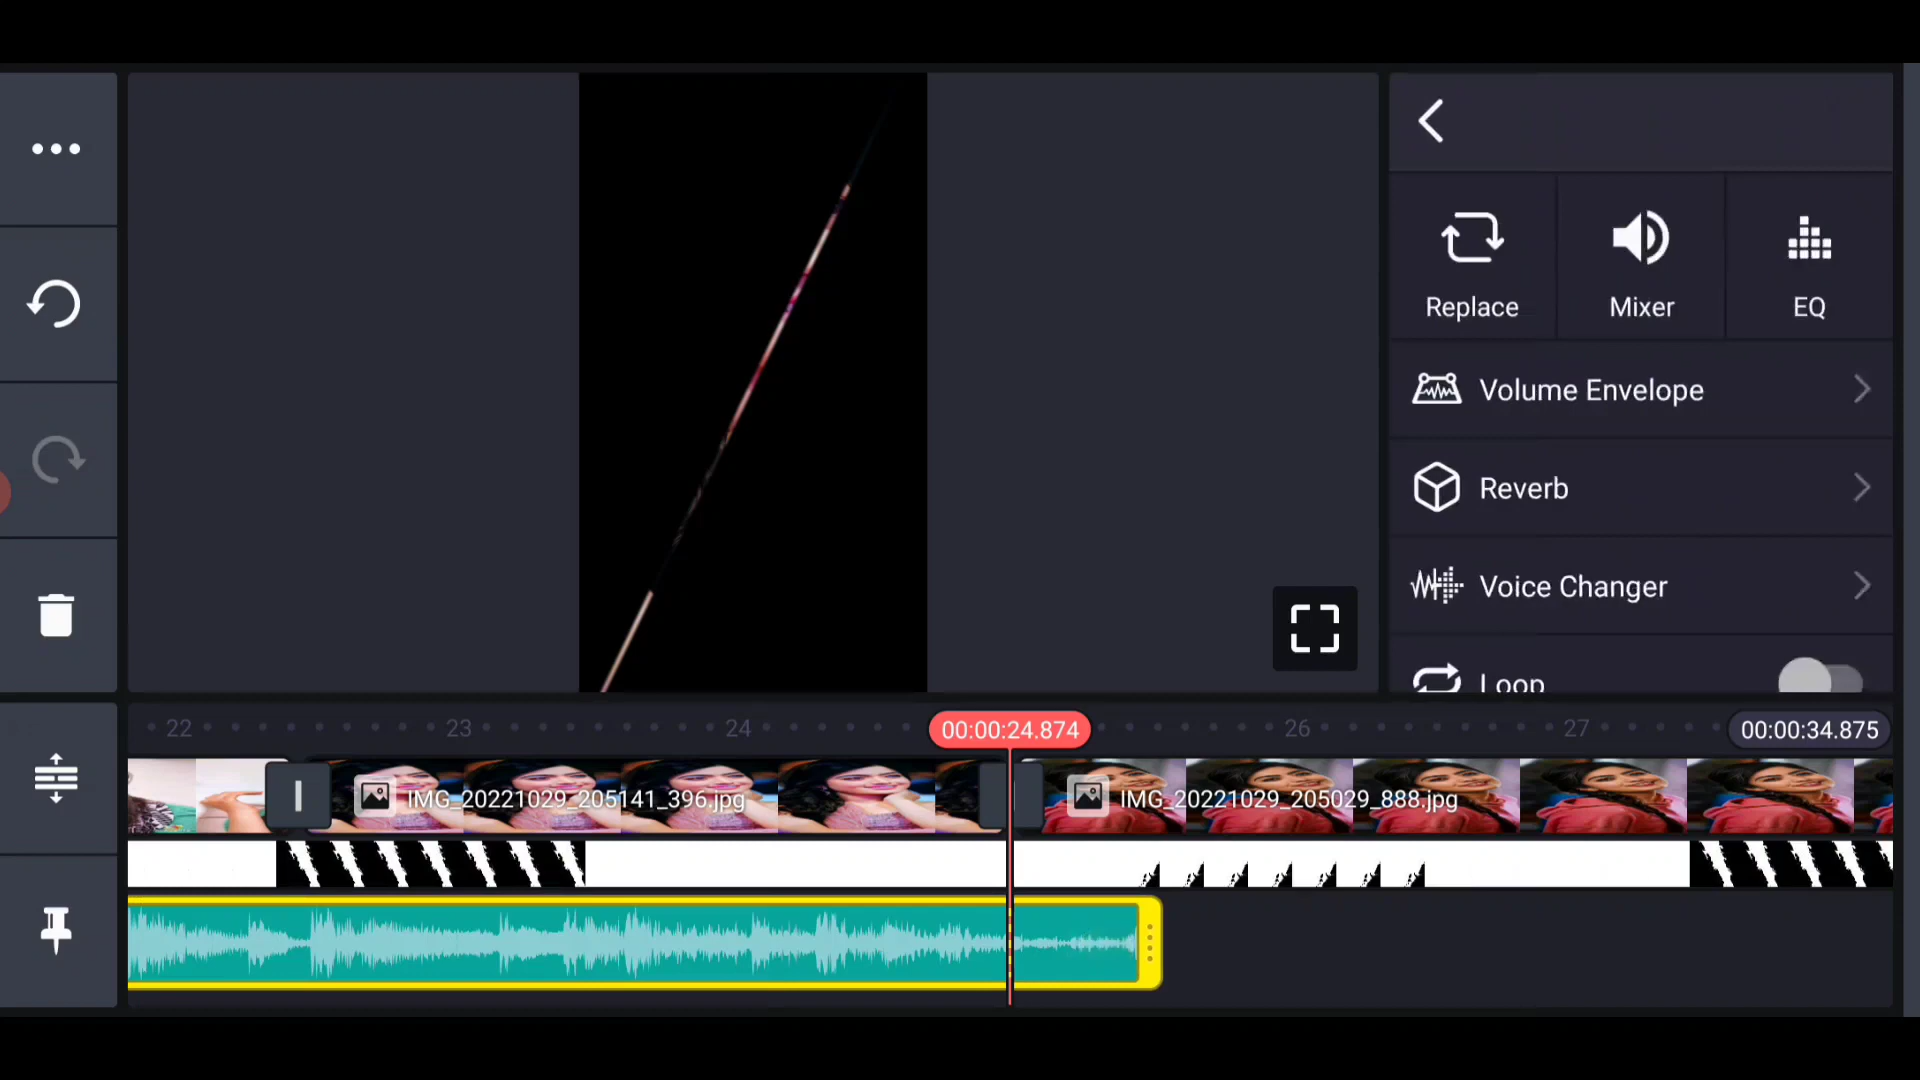 Replace
Mixer
EQ
Volume Envelope
Reverb
Voice Changer
Loop
22
23
24
00:00:24.874
26
27
00:00:34.875
IMG_20221029_205141_396.jpg
IMG_20221029_205029_888.jpg